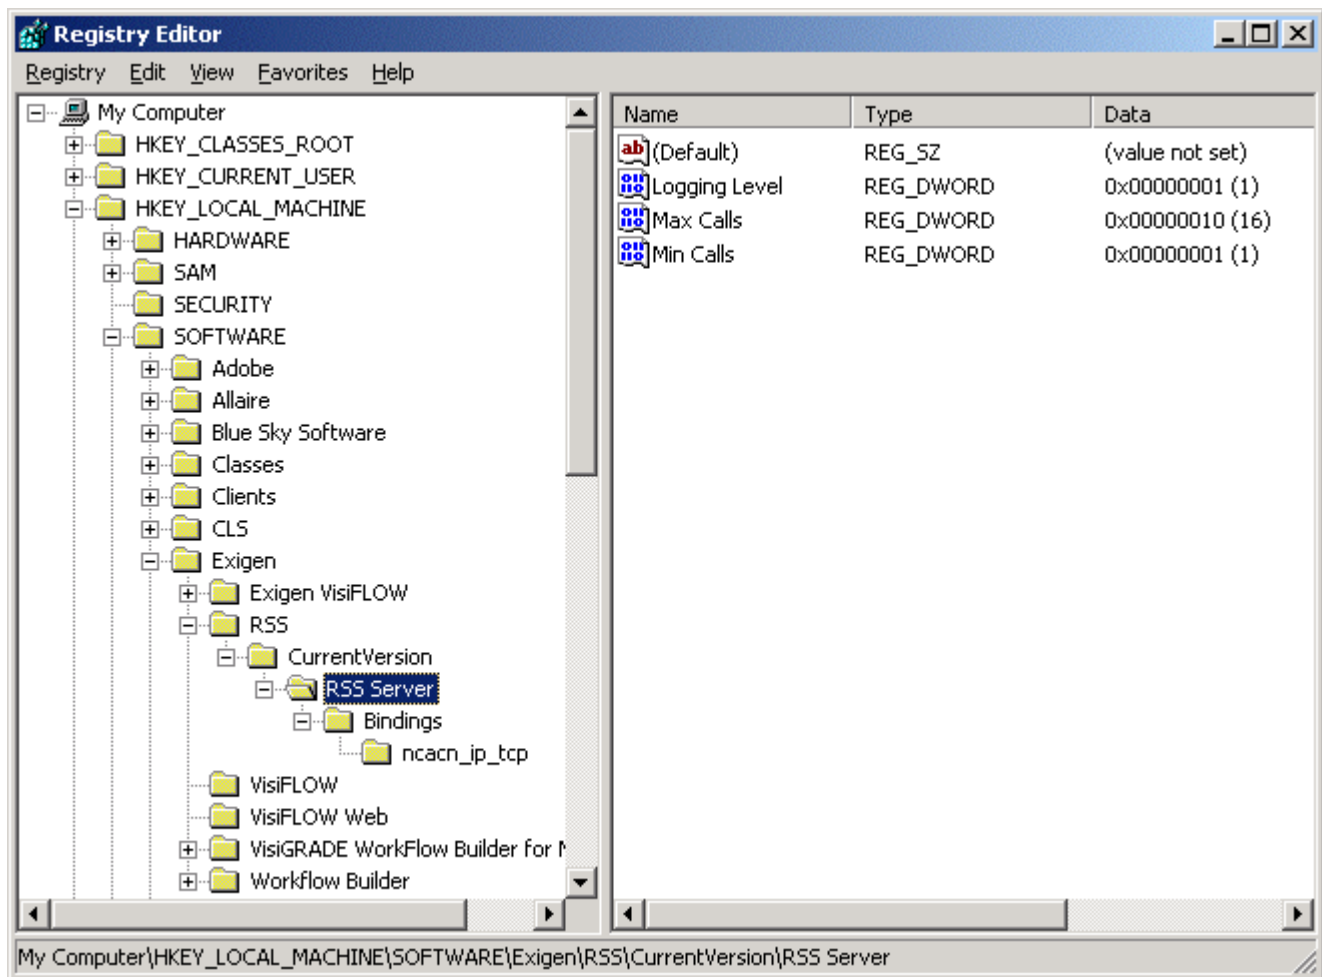 Registry Editor
Registry Edit View Favorites Help
My Computer
HKEY_CLASSES_ROOT
HKEY_CURRENT_USER
HKEY_LOCAL_MACHINE
HARDWARE
SAM
SECURITY
SOFTWARE
Adobe
Allaire
Blue Sky Software
Classes
Clients
CLS
Exigen
Exigen VisiFLOW
RSS
CurrentVersion
RSS Server
Bindings
ncacn_ip_tcp
VisiFLOW
VisiFLOW Web
VisiGRADE WorkFlow Builder for
Workflow Builder
Name Type Data
(Default) REG_SZ (value not set)
Logging Level REG_DWORD 0x00000001 (1)
Max Calls REG_DWORD 0x00000010 (16)
Min Calls REG_DWORD 0x00000001 (1)
My Computer\HKEY_LOCAL_MACHINE\SOFTWARE\Exigen\RSS\CurrentVersion\RSS Server